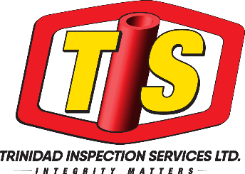 TIS
TRINIDAD INSPECTION SERVICES LTD.
INTEGRITY MATTERS